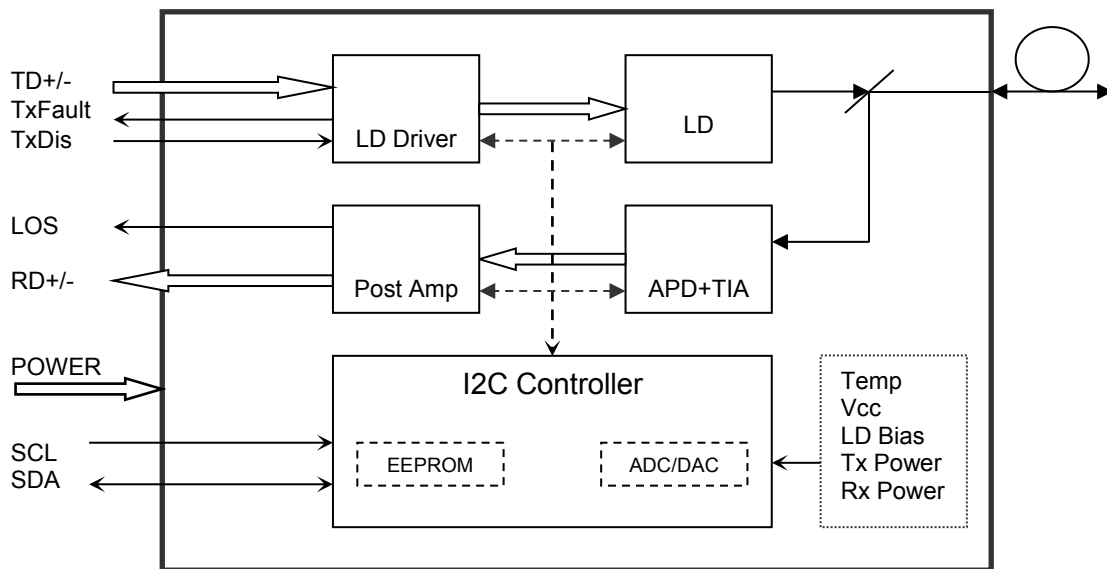 TD+/-
TxFault
TxDis
LD Driver
LD
LOS
RD+/-
Post Amp
APD+TIA
POWER
I2C Controller
SCL
SDA
EEPROM
ADC/DAC
Temp
Vcc
LD Bias
Tx Power
Rx Power